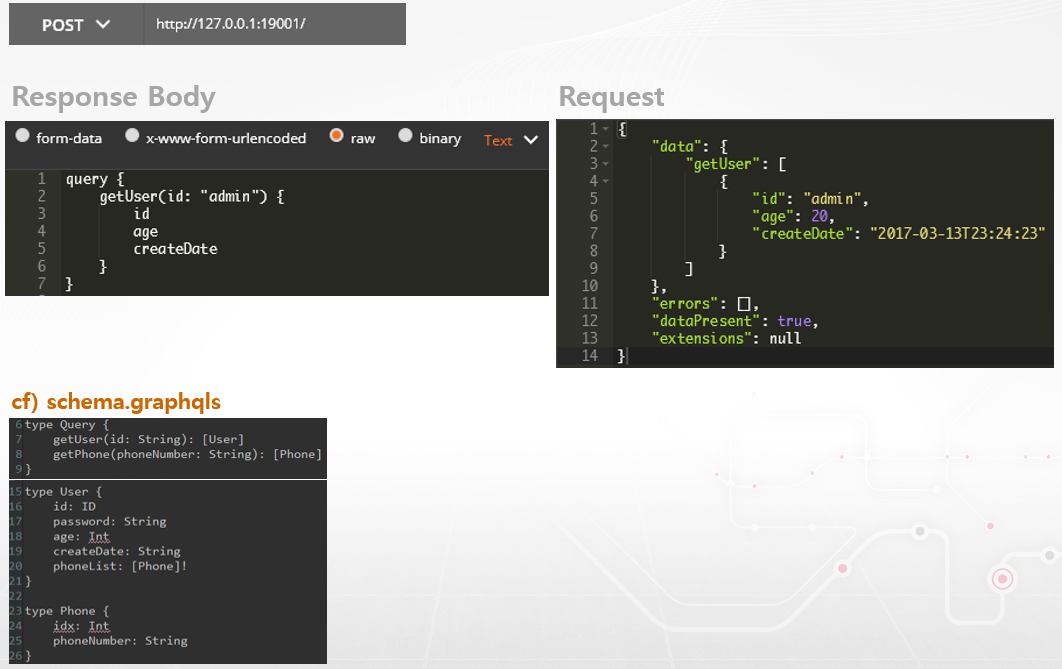 POST http://127.0.0.1:19001/
Response Body
form-data x-www-form-urlencoded raw binary Text
1 query {
2 getUser(id: "admin") {
3 id
4 age
5 createDate
6 }
7 }
Request
1 {
2 "data": {
3 "getUser": [
4 {
5 "id": "admin",
6 "age": 20,
7 "createDate": "2017-03-13T23:24:23"
8 }
9 ]
10 },
11 "errors": [],
12 "dataPresent": true,
13 "extensions": null
14 }
cf) schema.graphqls
6 type Query {
7 getUser(id: String): [User]
8 getPhone(phoneNumber: String): [Phone]
9 }
15 type User {
16 id: ID
17 password: String
18 age: Int
19 createDate: String
20 phoneList: [Phone]!
21 }
22
23 type Phone {
24 idx: Int
25 phoneNumber: String
26 }